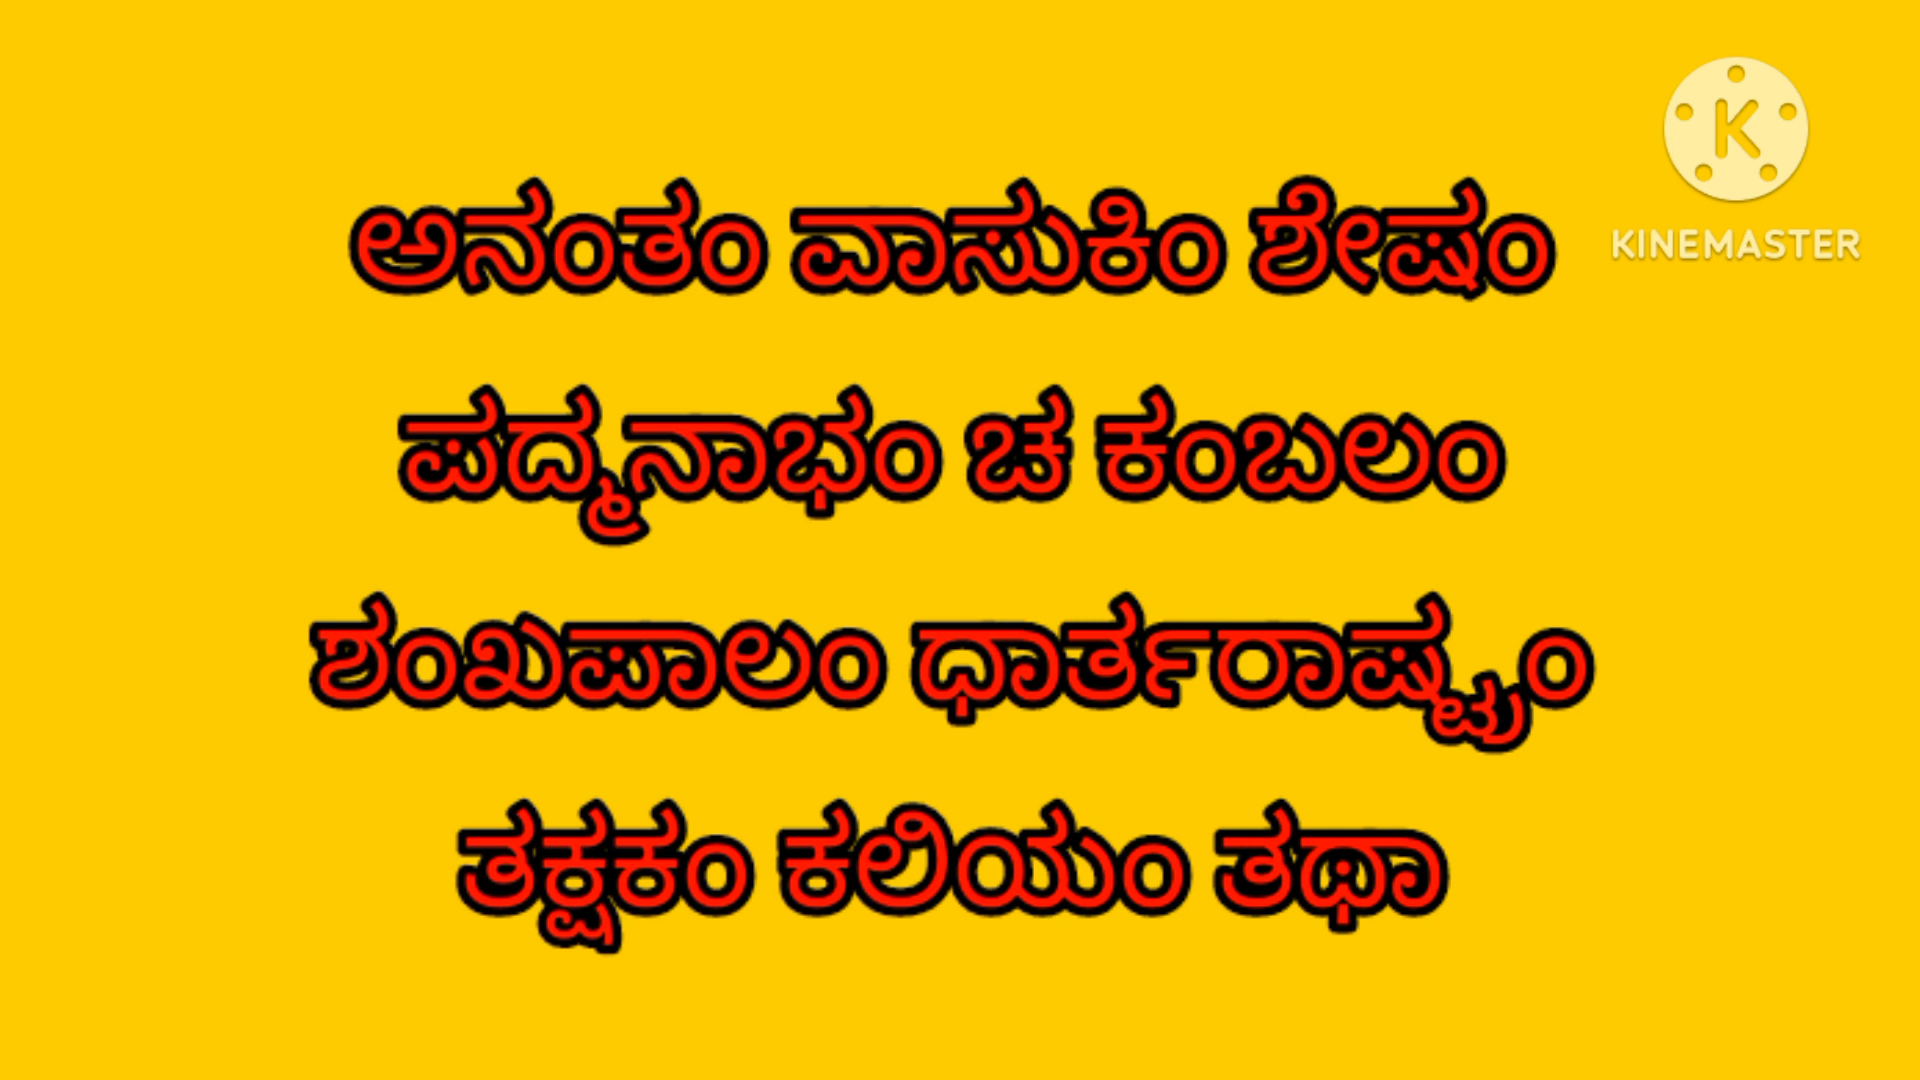 ಅನಂತಂ ವಾಸುಕಿಂ ಶೇಷಂ
ಪದ್ಮನಾಭಂ ಚ ಕಂಬಲಂ
ಶಂಖಪಾಲಂ ಧಾರ್ತರಾಷ್ಟ್ರಂ
ತಕ್ಷಕಂ ಕಲಿಯಂ ತಥಾ
K
KINEMASTER